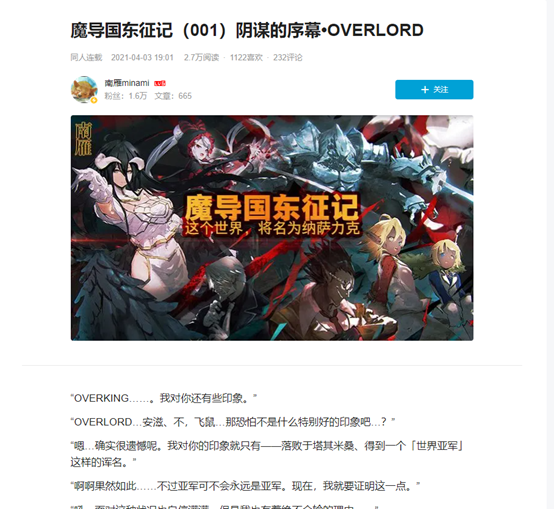 魔导国东征记（001）阴谋的序幕•OVERLORD
同人连载 2021-04-03 19:01 2.7万阅读 · 1122喜欢 · 232评论
南雁minami LV5
粉丝：1.6万 文章：665
＋ 关注
南雁
魔导国东征记
这个世界，将名为纳萨力克
“OVERKING……。我对你还有些印象。”
“OVERLORD…安滋、不，飞鼠…那恐怕不是什么特别好的印象吧…？”
“嗯…确实很遗憾呢。我对你的印象就只有——落败于塔其米桑、得到一个「世界亚军」
这样的诨名。”
“啊啊果然如此……不过亚军可不会永远是亚军。现在，我就要证明这一点。”